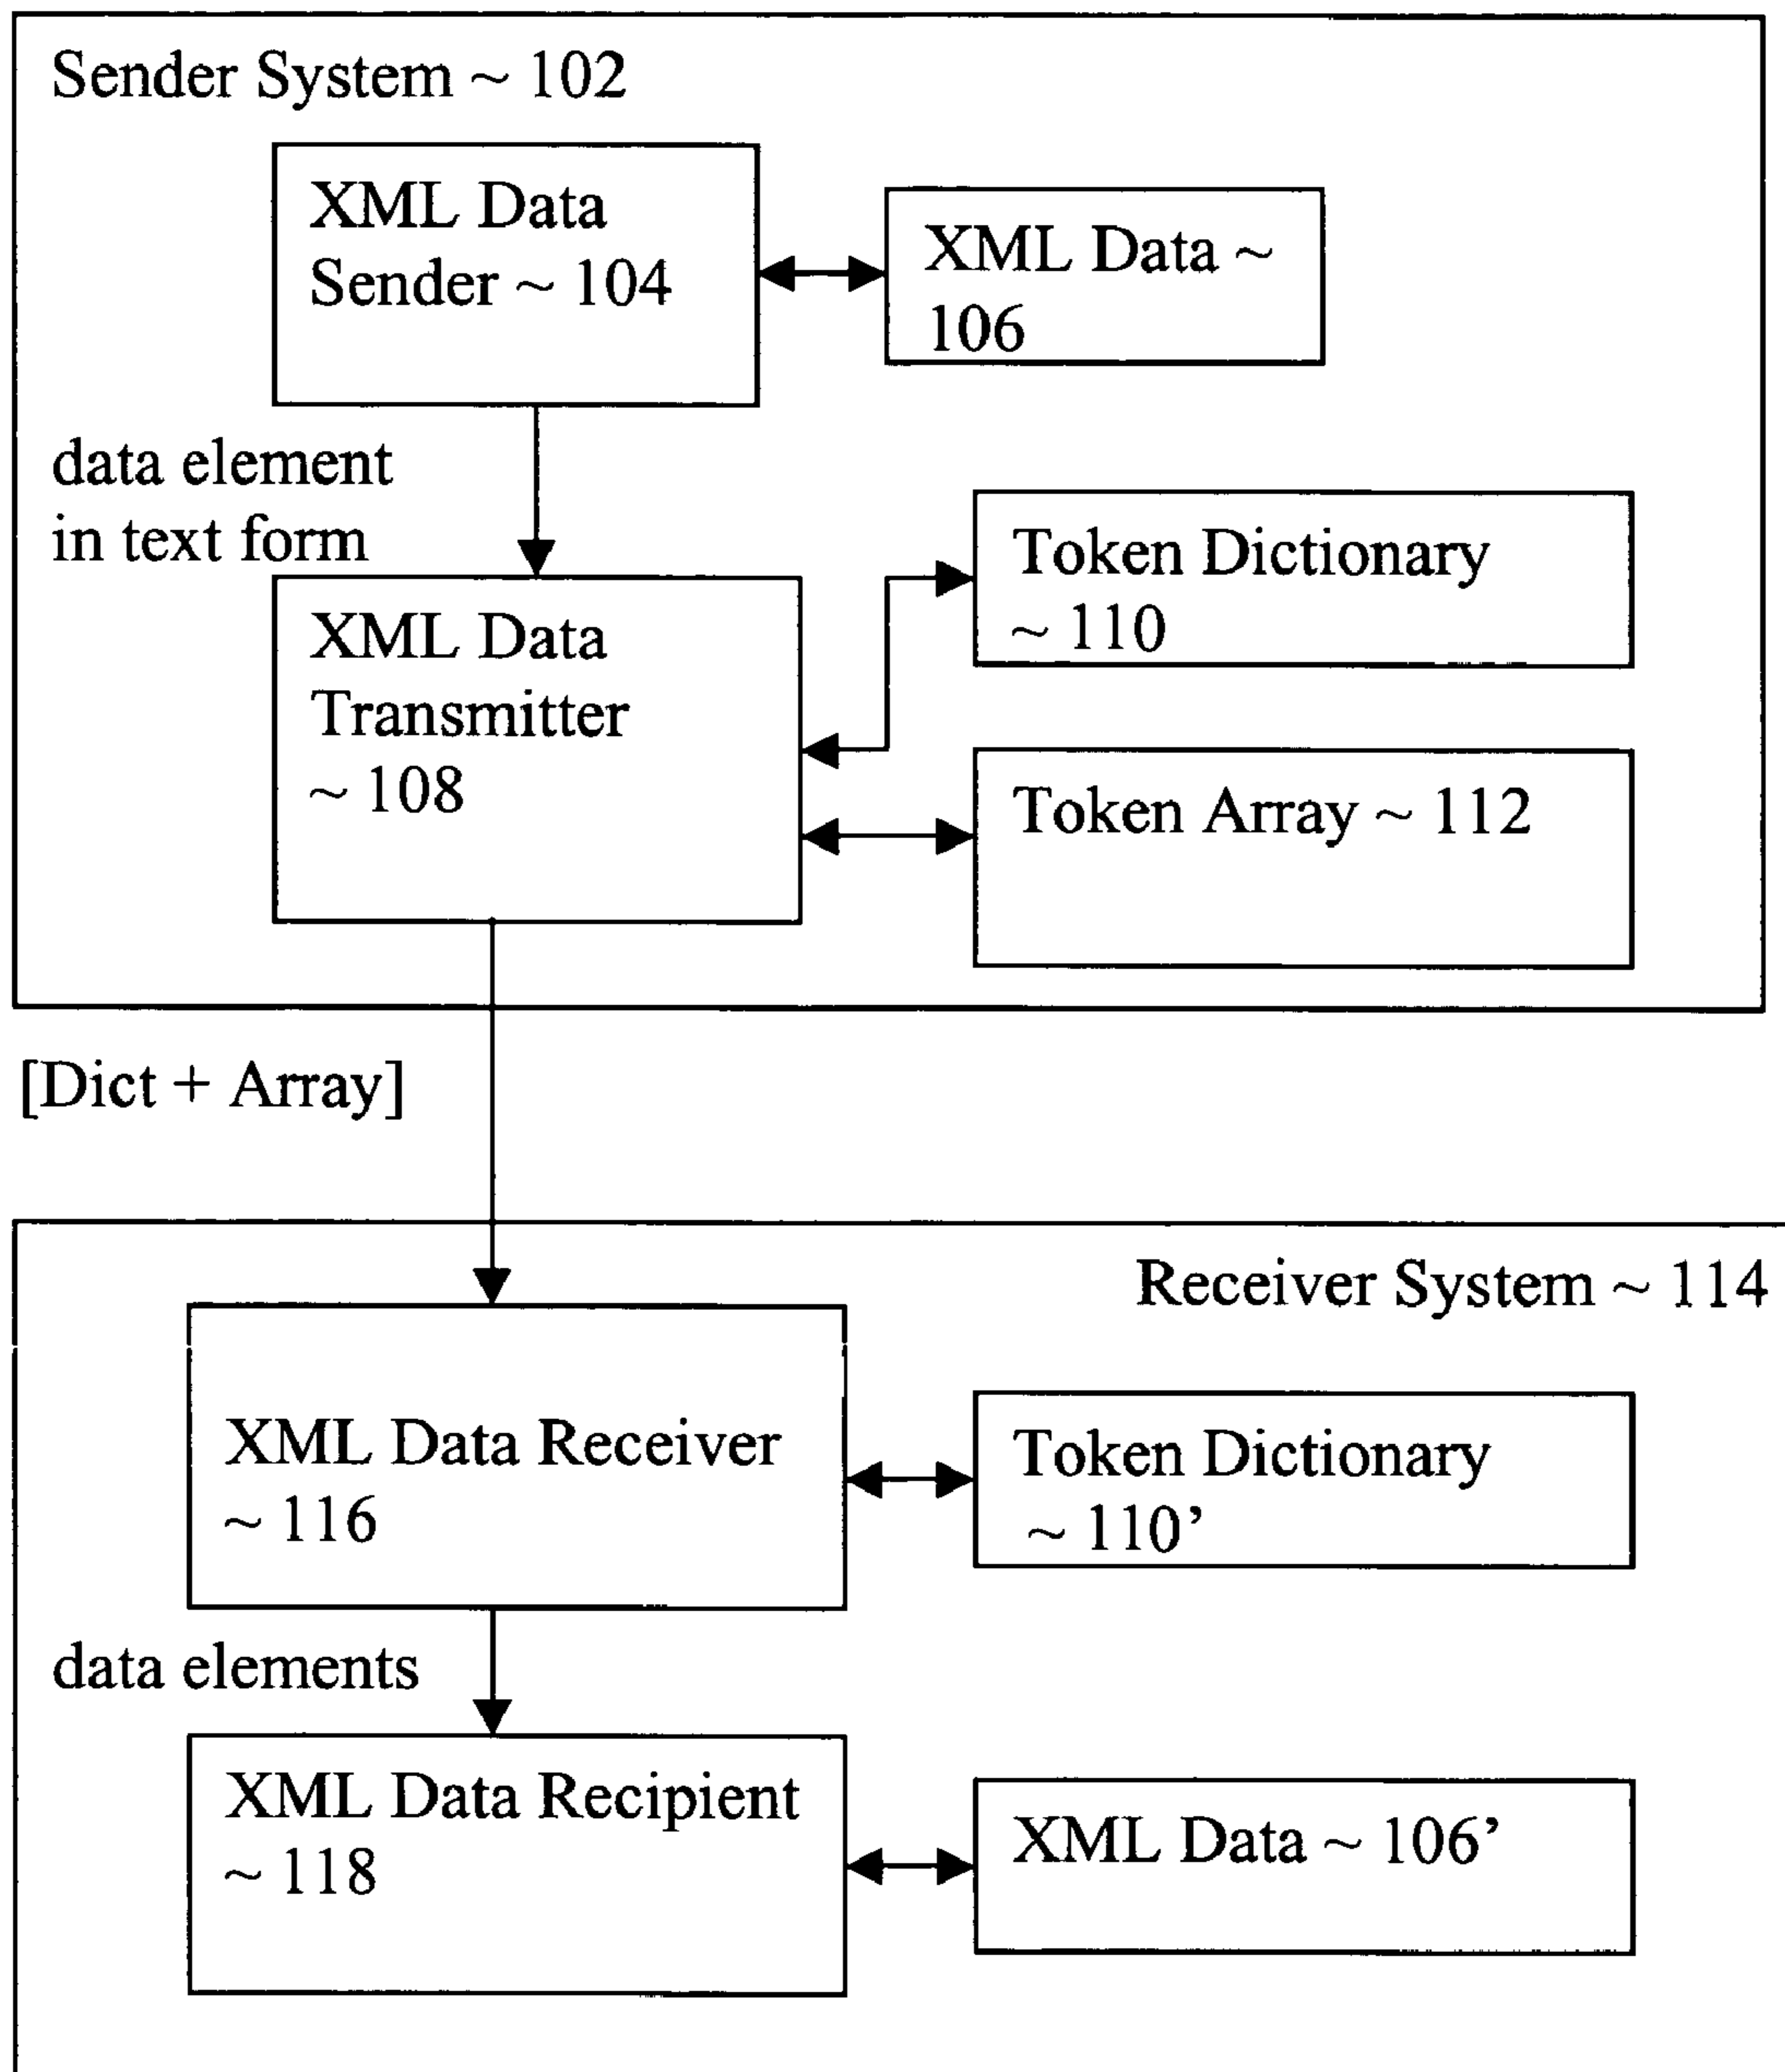 Sender System ~ 102
XML Data
Sender ~ 104
XML Data ~
106
data element
in text form
XML Data
Transmitter
~ 108
Token Dictionary
~ 110
Token Array ~ 112
[Dict + Array]
Receiver System ~ 114
XML Data Receiver
~ 116
Token Dictionary
~ 110’
data elements
XML Data Recipient
~ 118
XML Data ~ 106’